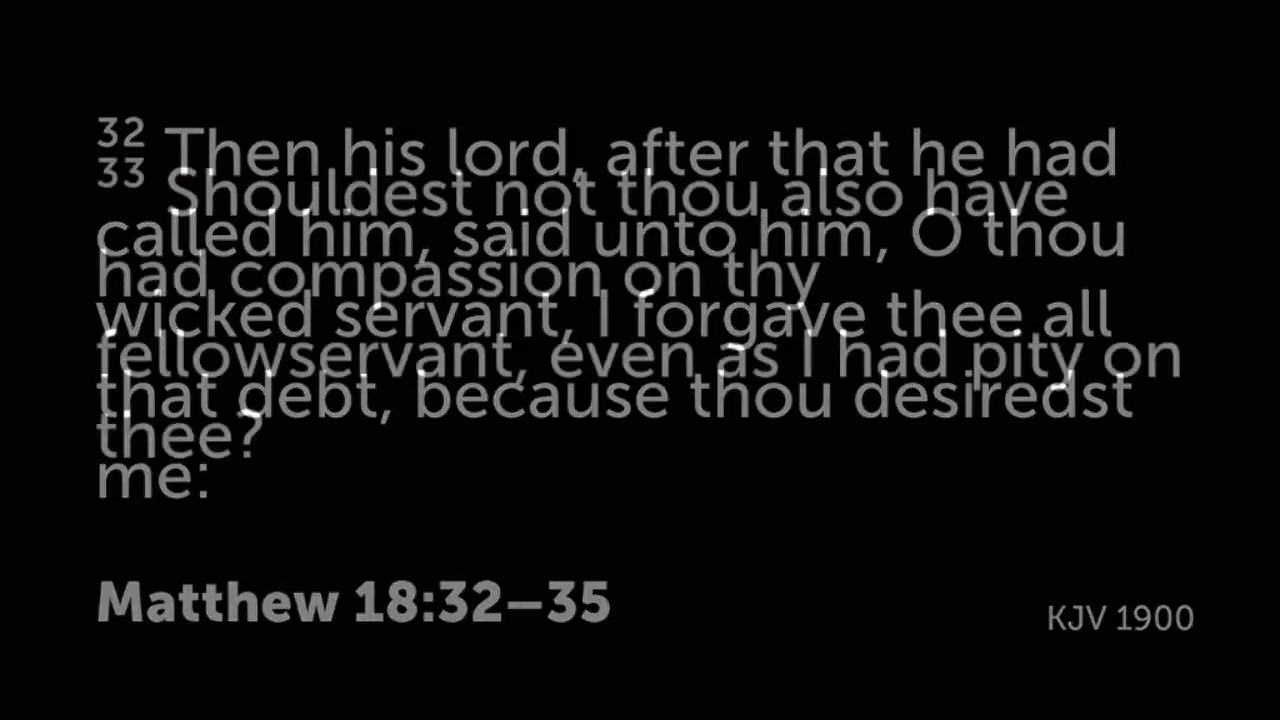 32 Then his lord, after that he had
33 Shouldest not thou also have
called him, said unto him, O thou
had compassion on thy
wicked servant, I forgave thee all
fellowservant, even as I had pity on
that debt, because thou desiredst
thee?
me:
Matthew 18:32–35
KJV 1900